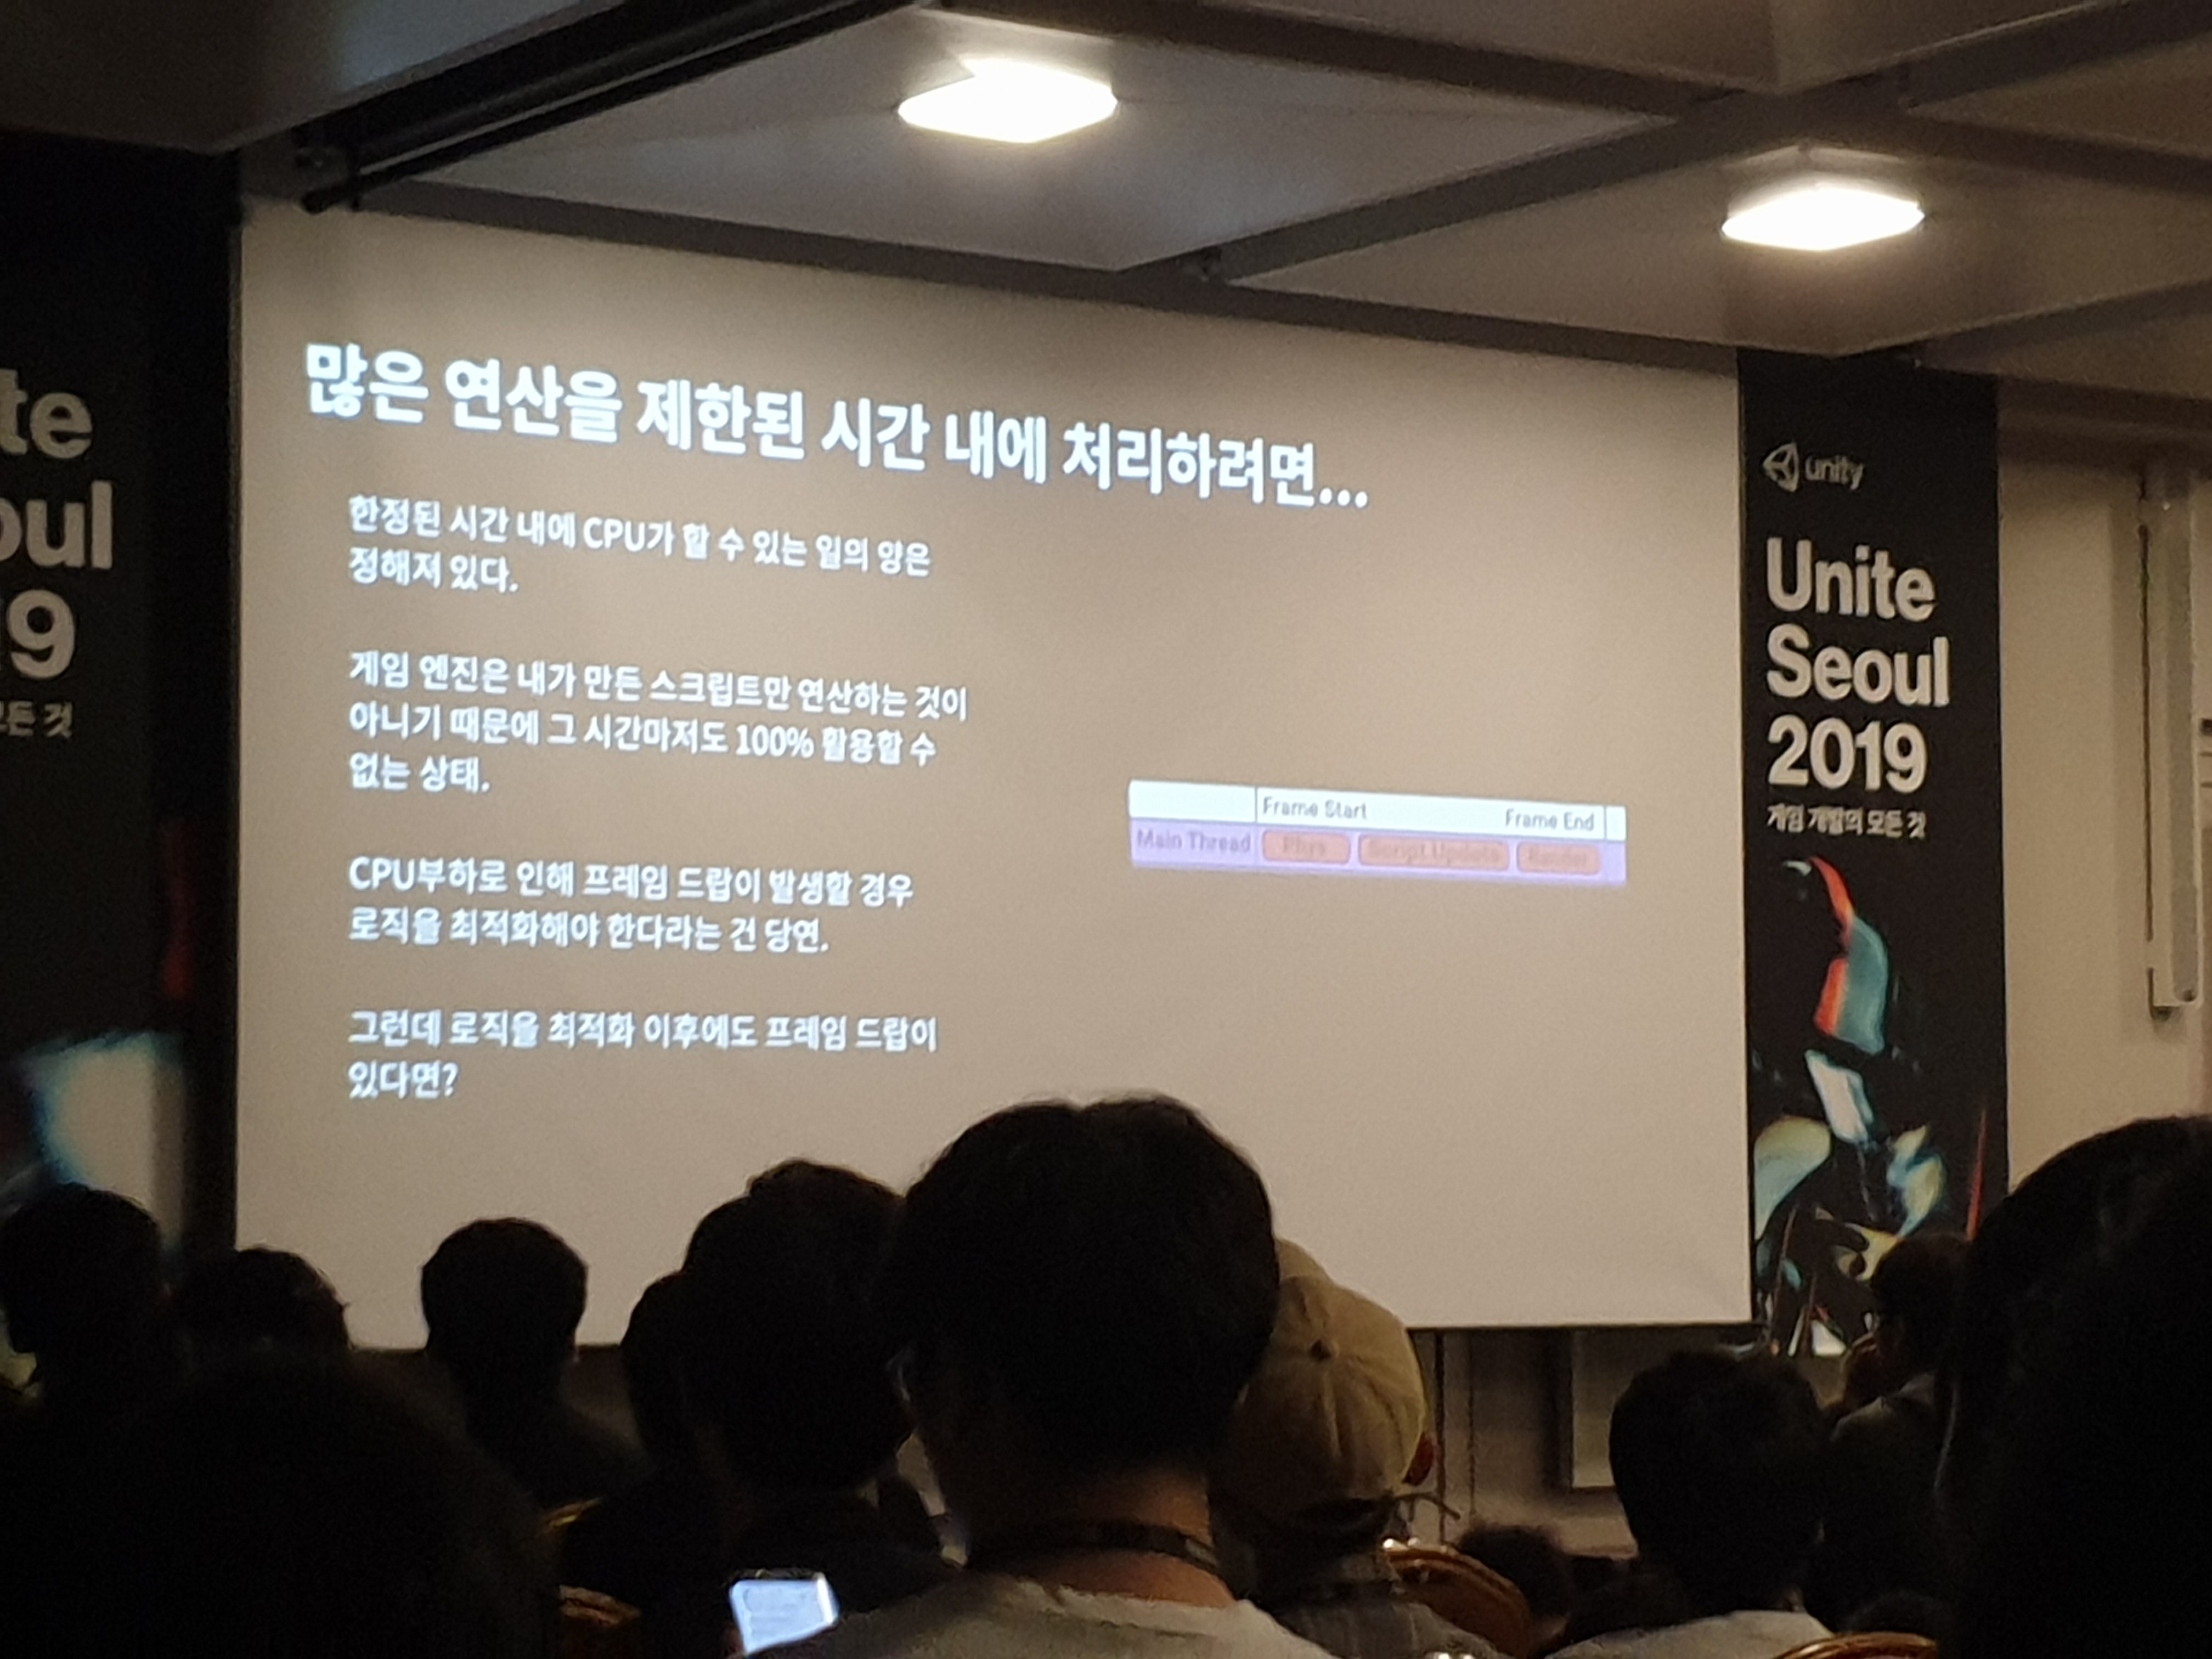 많은 연산을 제한된 시간 내에 처리하려면...
한정된 시간 내에 CPU가 할 수 있는 일의 양은
정해져 있다.
게임 엔진은 내가 만든 스크립트만 연산하는 것이
아니기 때문에 그 시간마저도 100% 활용할 수
없는 상태.
CPU부하로 인해 프레임 드랍이 발생할 경우
로직을 최적화해야 한다라는 건 당연.
그런데 로직을 최적화 이후에도 프레임 드랍이
있다면?
Frame Start Frame End
Main Thread Phys Script Update Render
unity
Unite
Seoul
2019
게임 개발의 모든 것
te
oul
19
모든 것